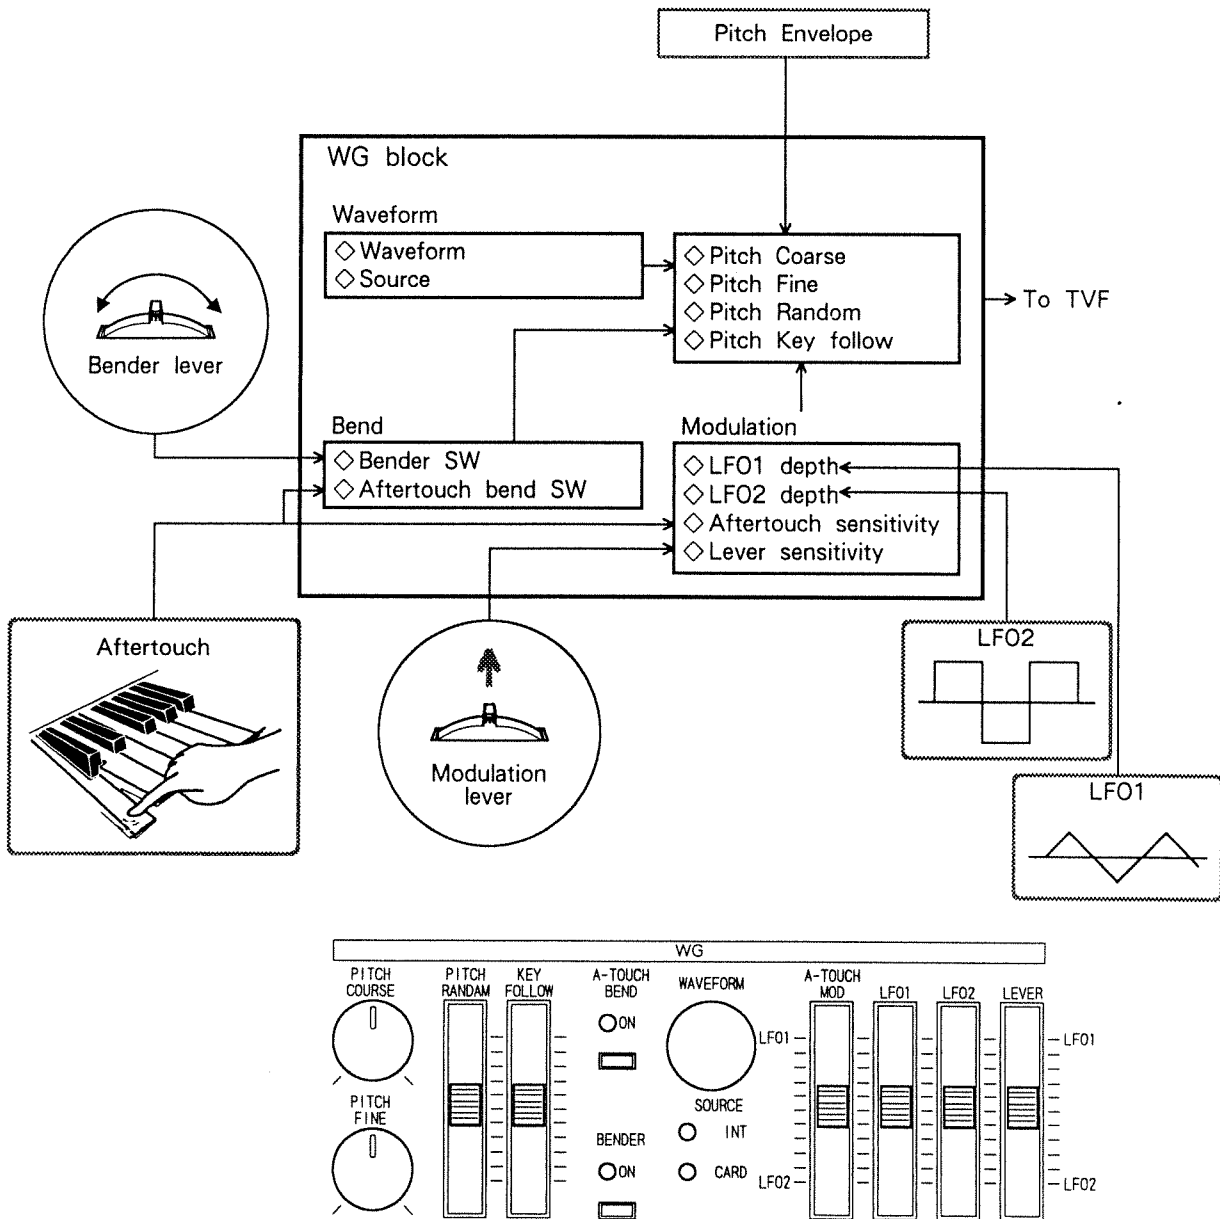 Pitch Envelope
WG block
Waveform
◇ Waveform
◇ Source
◇ Pitch Coarse
◇ Pitch Fine
◇ Pitch Random
◇ Pitch Key follow
To TVF
Bender lever
Bend
◇ Bender SW
◇ Aftertouch bend SW
Modulation
◇ LFO1 depth
◇ LFO2 depth
◇ Aftertouch sensitivity
◇ Lever sensitivity
Aftertouch
Modulation
lever
LFO2
LFO1
WG
PITCH
COURSE
PITCH
RANDAM
KEY
FOLLOW
A-TOUCH
BEND
ON
WAVEFORM
A-TOUCH
MOD
LFO1
LFO2
LEVER
LFO1
LFO1
PITCH
FINE
BENDER
ON
SOURCE
INT
CARD
LFO2
LFO2